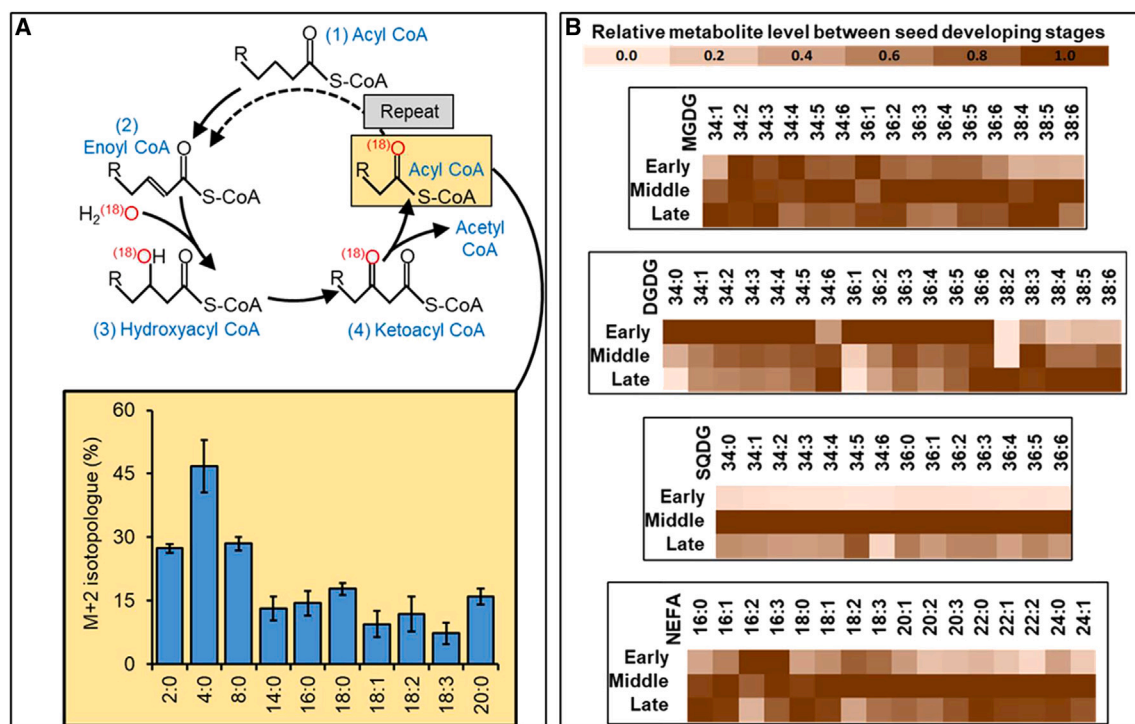 A
(1) Acyl CoA
R
O
S-CoA
Repeat
(2)
Enoyl CoA
O
R
S-CoA
(18)O
R
Acyl CoA
S-CoA
H2(18)O
Acetyl
CoA
(18)OH
O
R
S-CoA
(3) Hydroxyacyl CoA
(18)O
O
R
S-CoA
(4) Ketoacyl CoA
M+2 isotopologue (%)
60
45
30
15
0
2:0 4:0 8:0 14:0 16:0 18:0 18:1 18:2 18:3 20:0
B
Relative metabolite level between seed developing stages
0.0 0.2 0.4 0.6 0.8 1.0
MGDG 34:1 34:2 34:3 34:4 34:5 34:6 36:1 36:2 36:3 36:5 36:6 38:4 38:5 38:6
Early
Middle
Late
DGDG 34:0 34:1 34:2 34:3 34:4 34:5 34:6 36:1 36:2 36:3 36:4 36:5 36:6 38:2 38:3 38:4 38:5 38:6
Early
Middle
Late
SQDG 34:0 34:1 34:2 34:3 34:4 34:5 34:6 36:0 36:1 36:2 36:3 36:4 36:5 36:6
Early
Middle
Late
NEFA 16:0 16:1 16:2 16:3 18:0 18:1 18:2 18:3 20:1 20:2 20:3 22:0 22:1 22:2 24:0 24:1
Early
Middle
Late